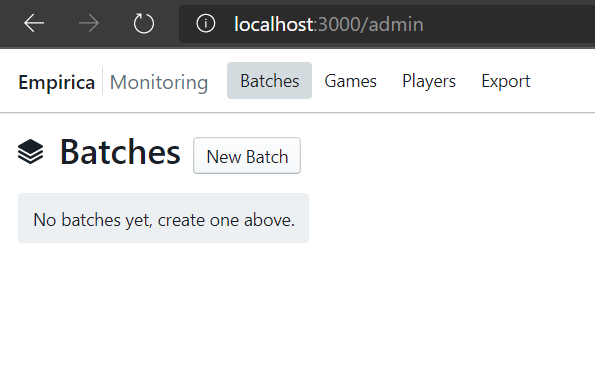 localhost:3000/admin
Empirica Monitoring Batches Games Players Export
Batches New Batch
No batches yet, create one above.